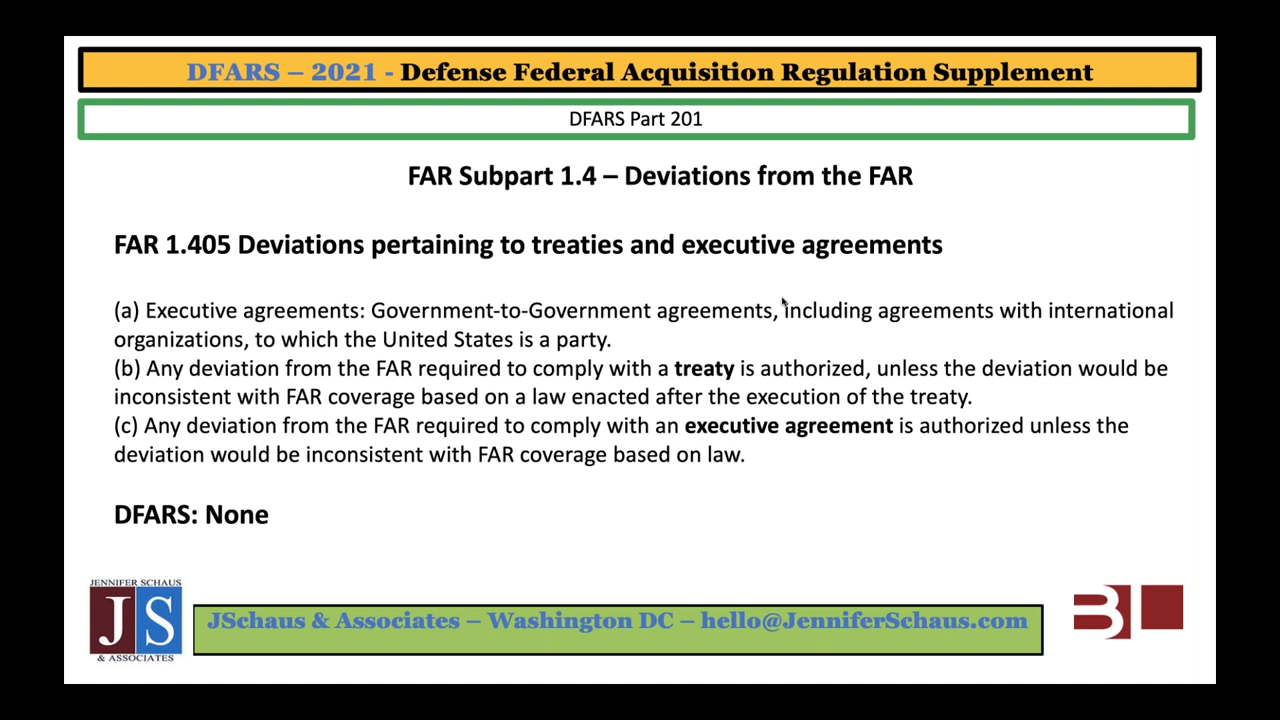 DFARS – 2021 - Defense Federal Acquisition Regulation Supplement
DFARS Part 201
FAR Subpart 1.4 – Deviations from the FAR
FAR 1.405 Deviations pertaining to treaties and executive agreements
(a) Executive agreements: Government-to-Government agreements, including agreements with international
organizations, to which the United States is a party.
(b) Any deviation from the FAR required to comply with a treaty is authorized, unless the deviation would be
inconsistent with FAR coverage based on a law enacted after the execution of the treaty.
(c) Any deviation from the FAR required to comply with an executive agreement is authorized unless the
deviation would be inconsistent with FAR coverage based on law.
DFARS: None
JENNIFER SCHAUS
JS
& ASSOCIATES
JSchaus & Associates – Washington DC – hello@JenniferSchaus.com
B